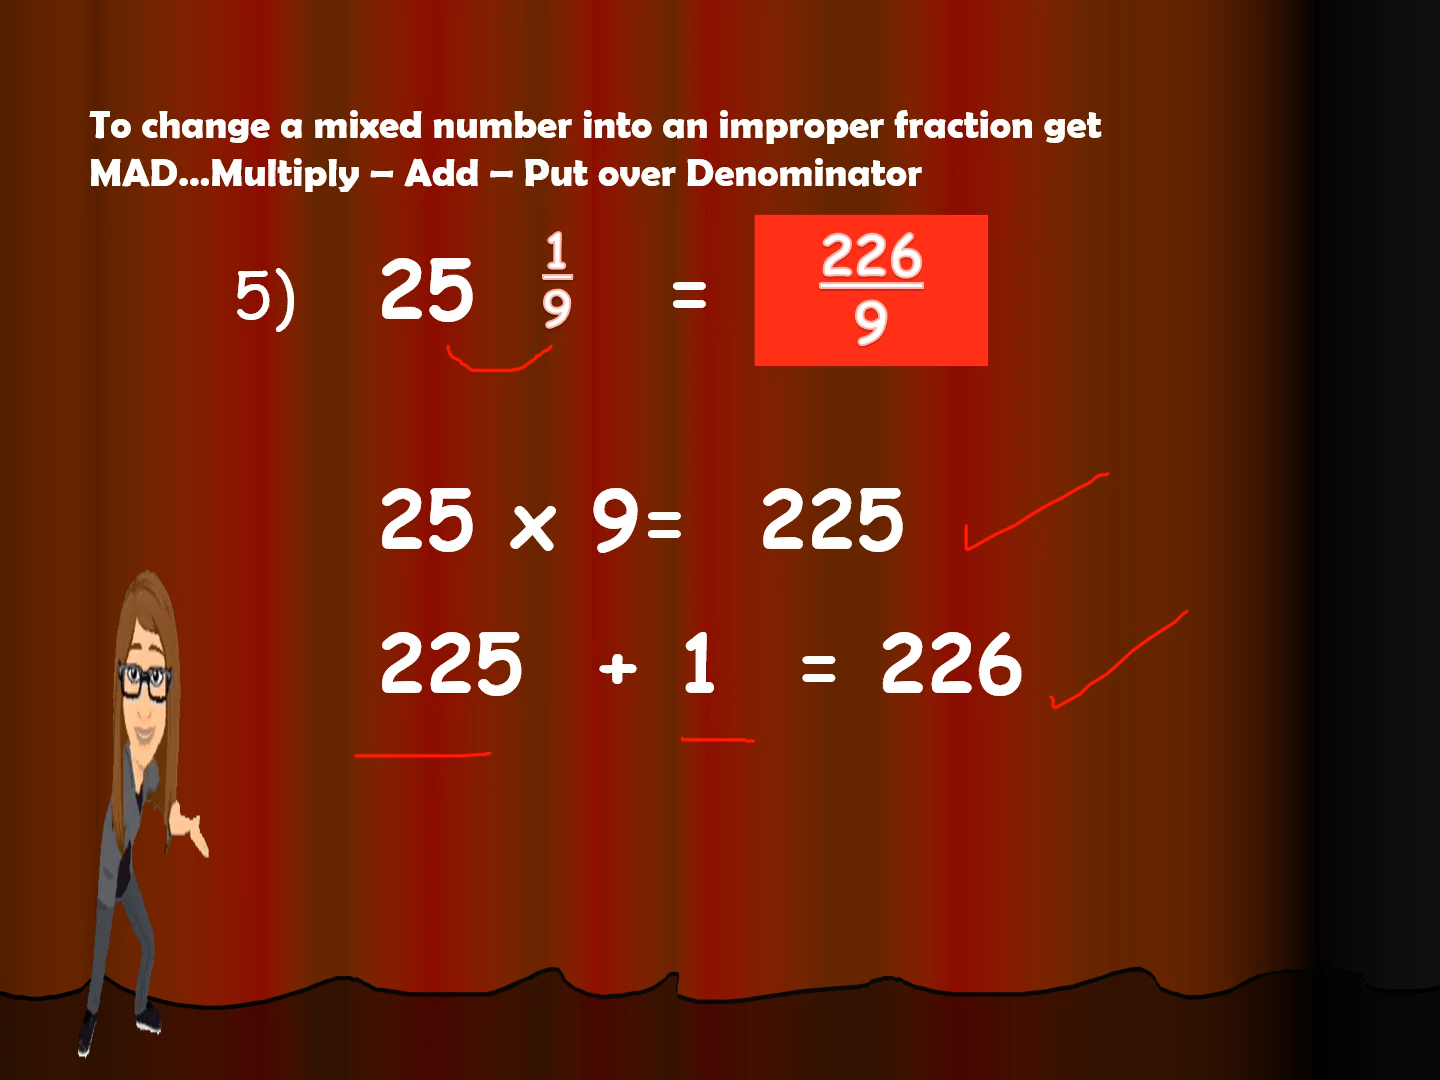 To change a mixed number into an improper fraction get
MAD...Multiply – Add – Put over Denominator
5) 25 1/9 = 226/9
25 x 9= 225
225 + 1 = 226